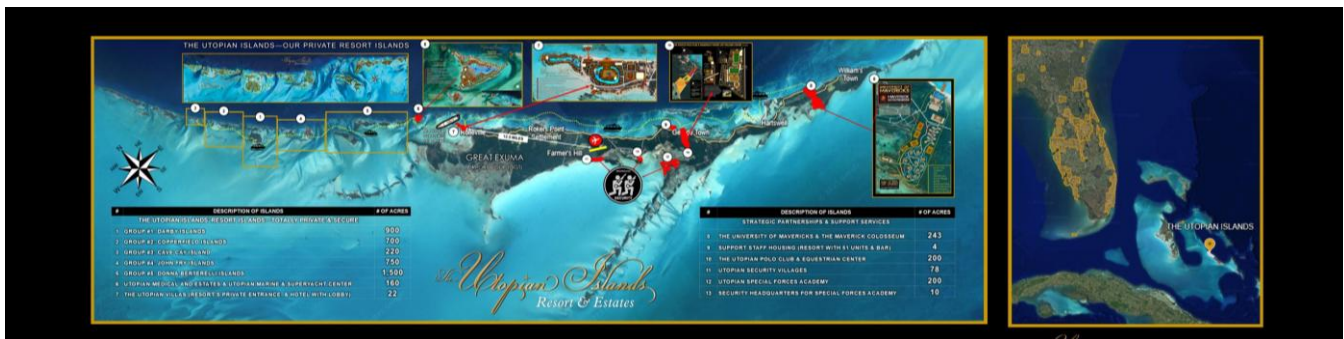 THE UTOPIAN ISLANDS—OUR PRIVATE RESORT ISLANDS
William's
Town
Hartswell
Rokers Point
Settlement
Farmer's Hill
GREAT EXUMA
SECURITY
# DESCRIPTION OF ISLANDS # OF ACRES
THE UTOPIAN ISLANDS' RESORT ISLANDS - TOTALLY PRIVATE & SECURE
1 GROUP #1: DARBY ISLANDS 900
2 GROUP #2: COPPERFIELD ISLANDS 700
3 GROUP #3: CAVE CAY ISLAND 220
4 GROUP #4: JOHN FRY ISLANDS 750
5 GROUP #5: DONNA BERTERELLI ISLANDS 1:500
6 UTOPIAN MEDICAL AND ESTATES & UTOPIAN MARINE & SUPERYACHT CENTER 160
7 THE UTOPIAN VILLAS (RESORT'S PRIVATE ENTRANCE & HOTEL WITH LOBBY) 22
The Utopian Islands
Resort & Estates
# DESCRIPTION OF ISLANDS # OF ACRES
STRATEGIC PARTNERSHIPS & SUPPORT SERVICES
8 THE UNIVERSITY OF MAVERICKS & THE MAVERICK COLOSSEUM 243
9 SUPPORT STAFF HOUSING (RESORT WITH 51 UNITS & BAR) 4
10 THE UTOPIAN POLO CLUB & EQUESTRIAN CENTER 200
11 UTOPIAN SECURITY VILLAGES 78
12 UTOPIAN SPECIAL FORCES ACADEMY 200
13 SECURITY HEADQUARTERS FOR SPECIAL FORCES ACADEMY 10
MAVERICKS
THE UTOPIAN ISLANDS